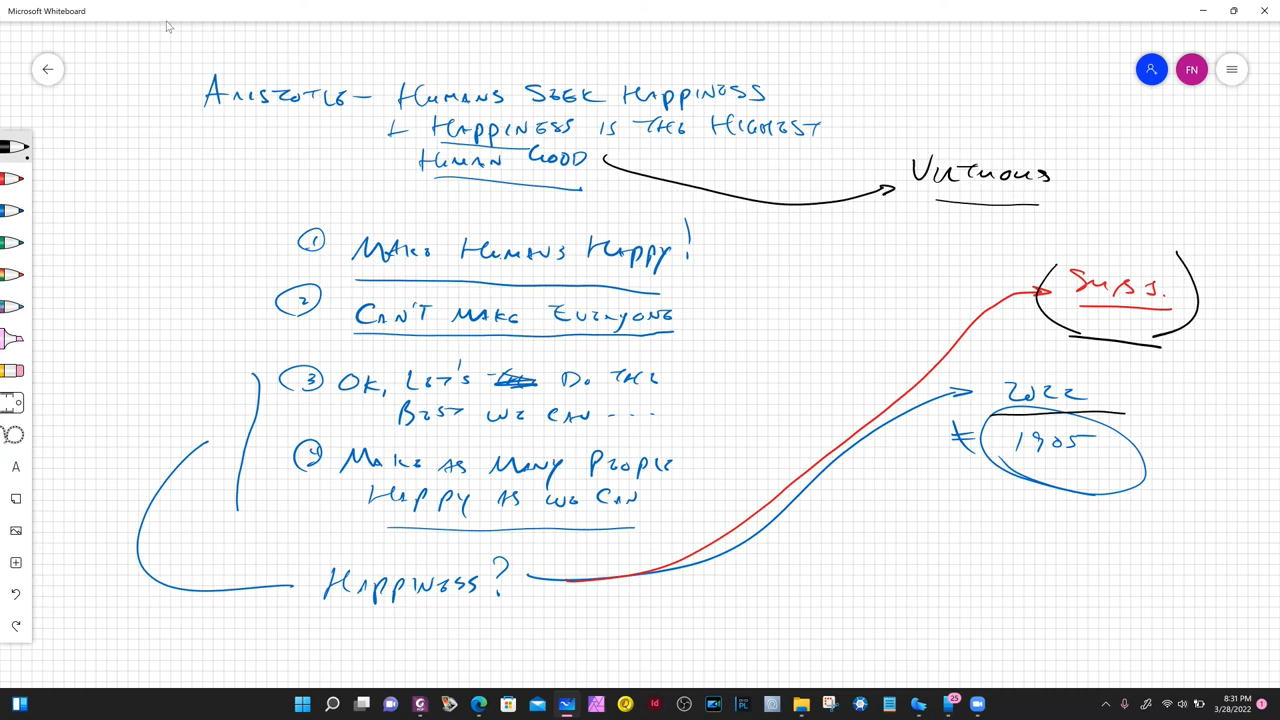 Microsoft Whiteboard
FN
ARISTOTLE - HUMANS SEEK HAPPINESS
HAPPINESS IS THE HIGHEST
HUMAN GOOD
VIRTUOUS
1 MAKE HUMANS HAPPY!
2 CAN'T MAKE EVERYONE
SUBJ.
3 OK, LET'S DO THE
BEST WE CAN ....
2022
≠ 1905
4 MAKE AS MANY PEOPLE
HAPPY AS WE CAN
HAPPINESS?
A
25
8:31 PM
3/28/2022
1